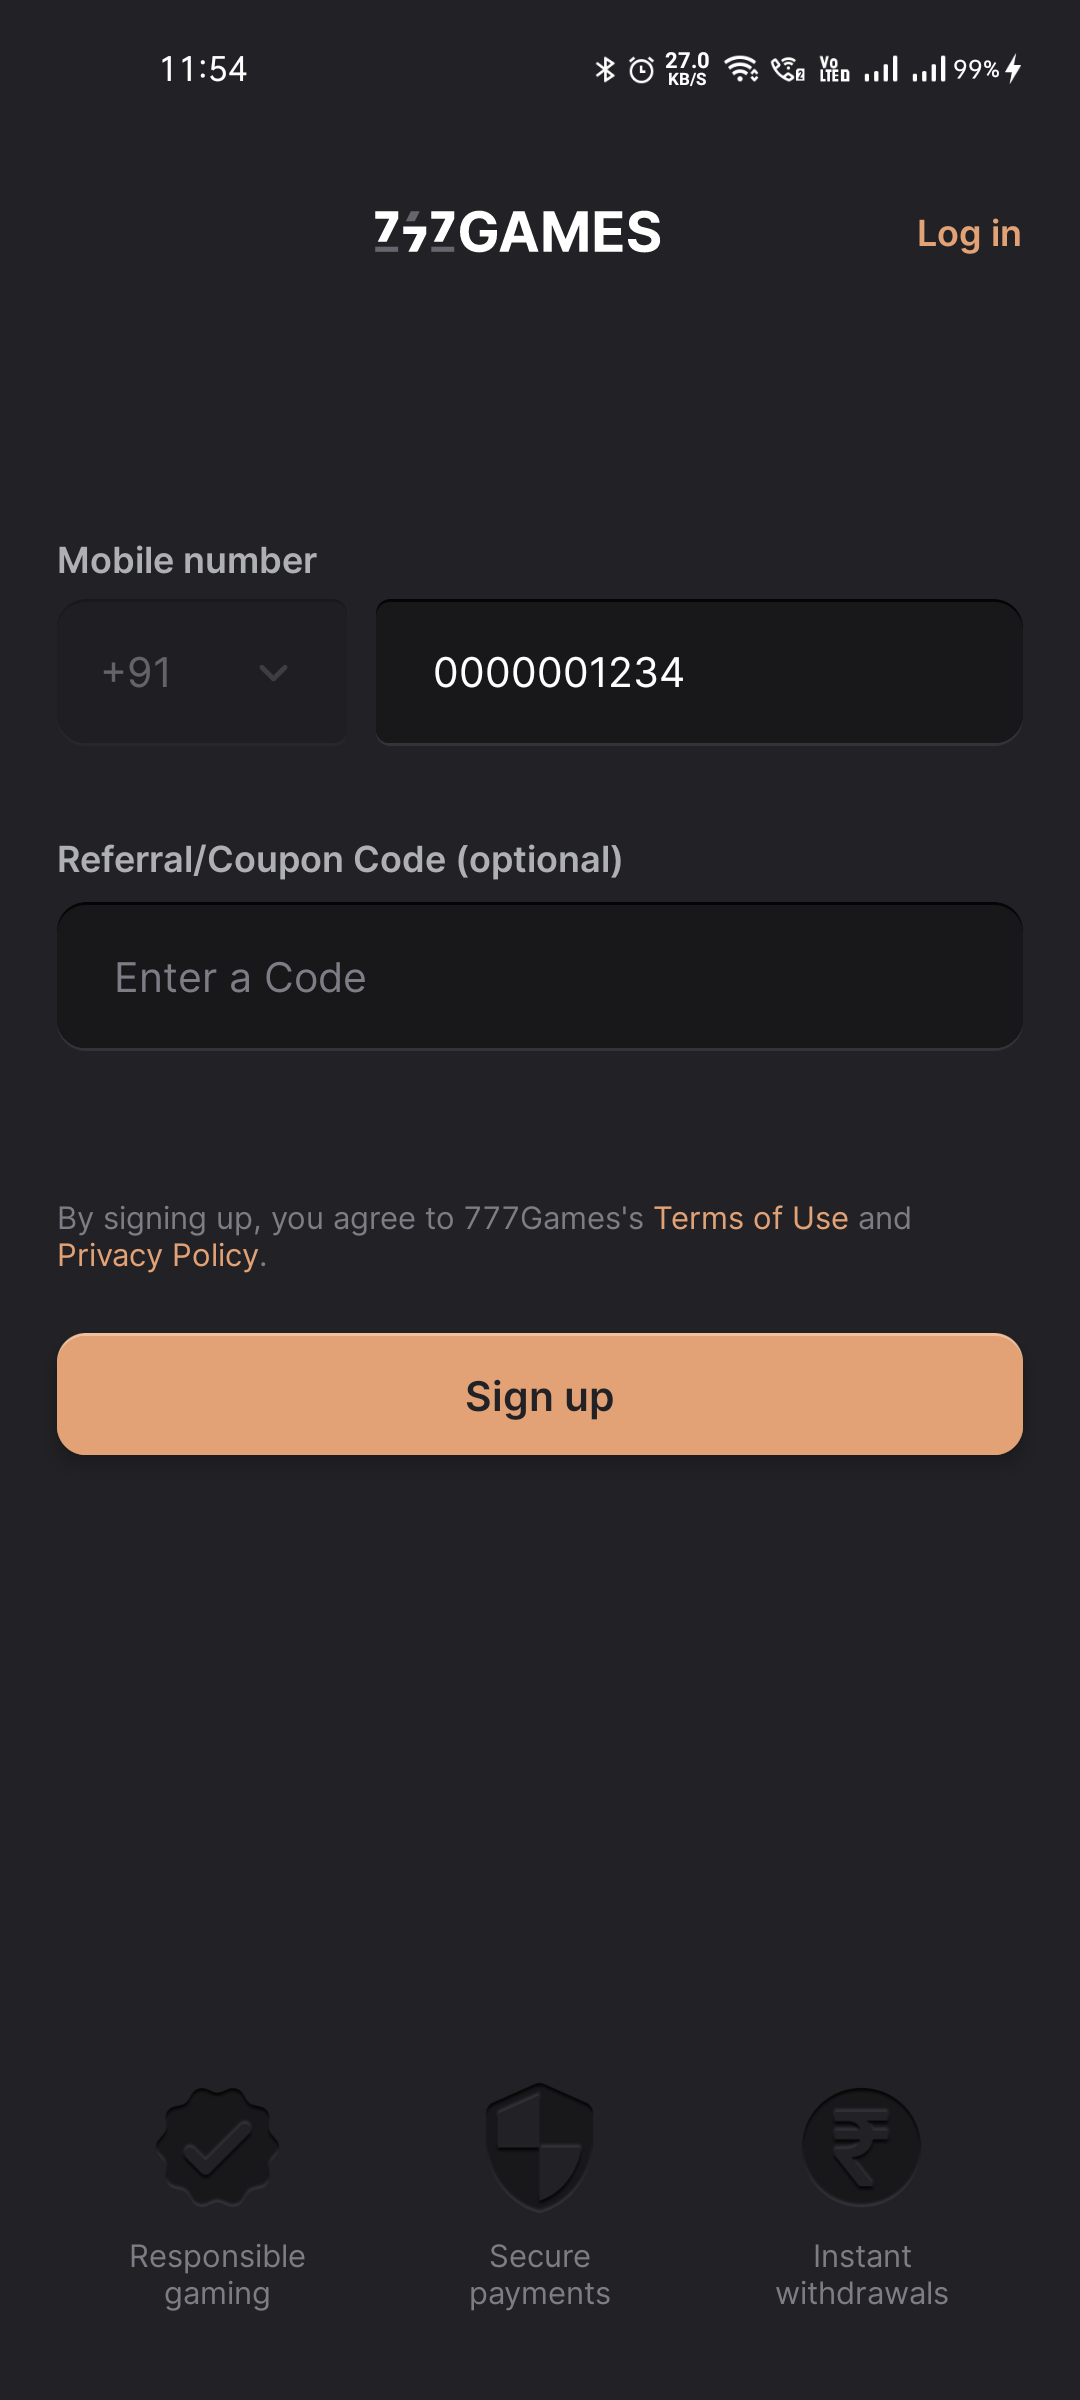 11:54
27.0
KB/S
2
Vo
LTE D
99%
777GAMES
Log in
Mobile number
+91
0000001234
Referral/Coupon Code (optional)
Enter a Code
By signing up, you agree to 777Games's Terms of Use and
Privacy Policy.
Sign up
Responsible
gaming
Secure
payments
₹
Instant
withdrawals